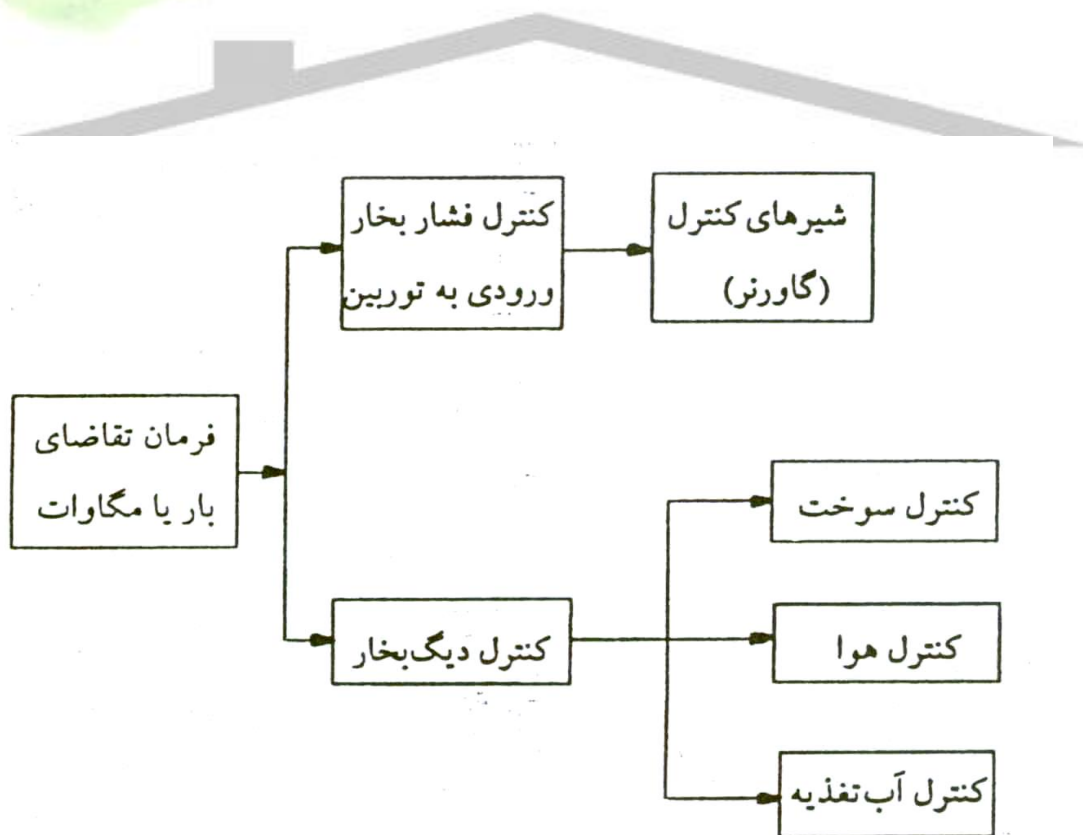 کنترل فشار بخار
ورودی به توربین
شیرهای کنترل
(گاورنر)
فرمان تقاضای
بار یا مگاوات
کنترل سوخت
کنترل دیگ‌بخار
کنترل هوا
کنترل آب تغذیه